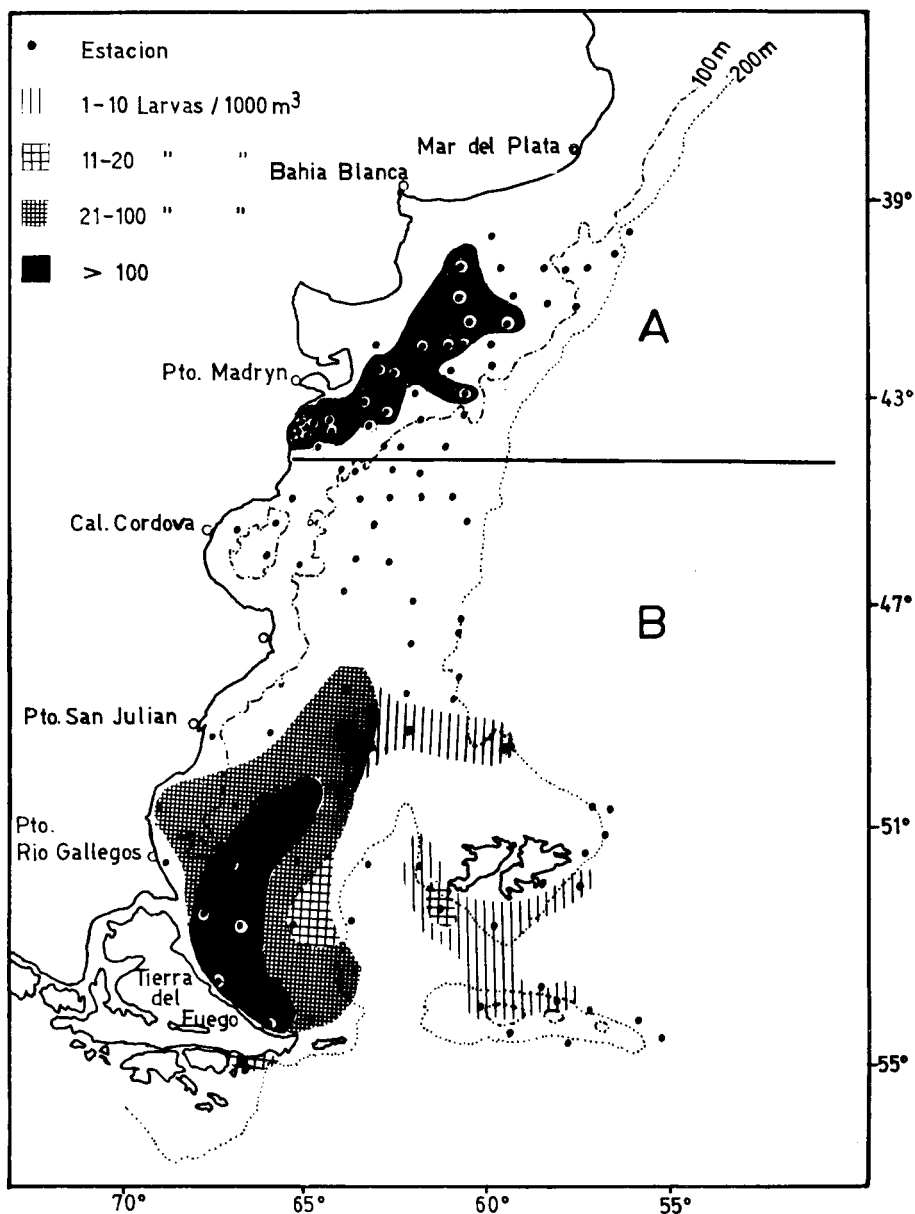 Estacion
1-10 Larvas / 1000 m³
11-20 " "
21-100 " "
> 100
100m
200m
Mar del Plata
Bahia Blanca
39°
A
Pto. Madryn
43°
Cal. Cordova
47°
B
Pto. San Julian
Pto.
Rio Gallegos
51°
Tierra
del
Fuego
55°
70°
65°
60°
55°